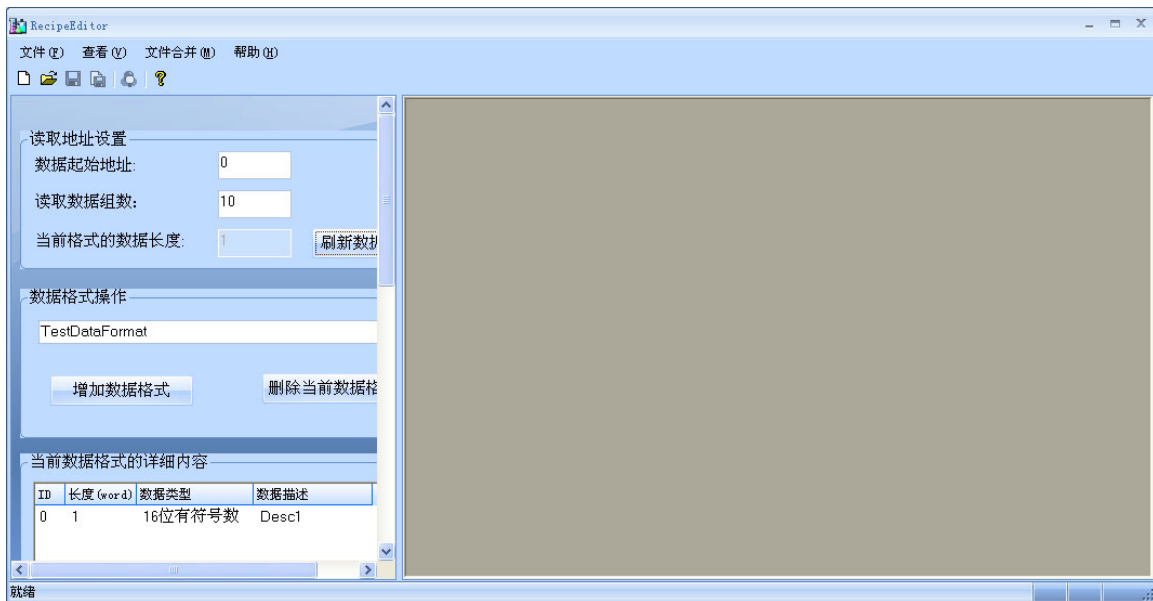 RecipeEditor
文件(F) 查看(V) 文件合并(M) 帮助(H)
读取地址设置
数据起始地址: 0
读取数据组数: 10
当前格式的数据长度: 1 刷新数据
数据格式操作
TestDataFormat
增加数据格式 删除当前数据格
当前数据格式的详细内容
ID 长度(word) 数据类型 数据描述
0 1 16位有符号数 Desc1
就绪